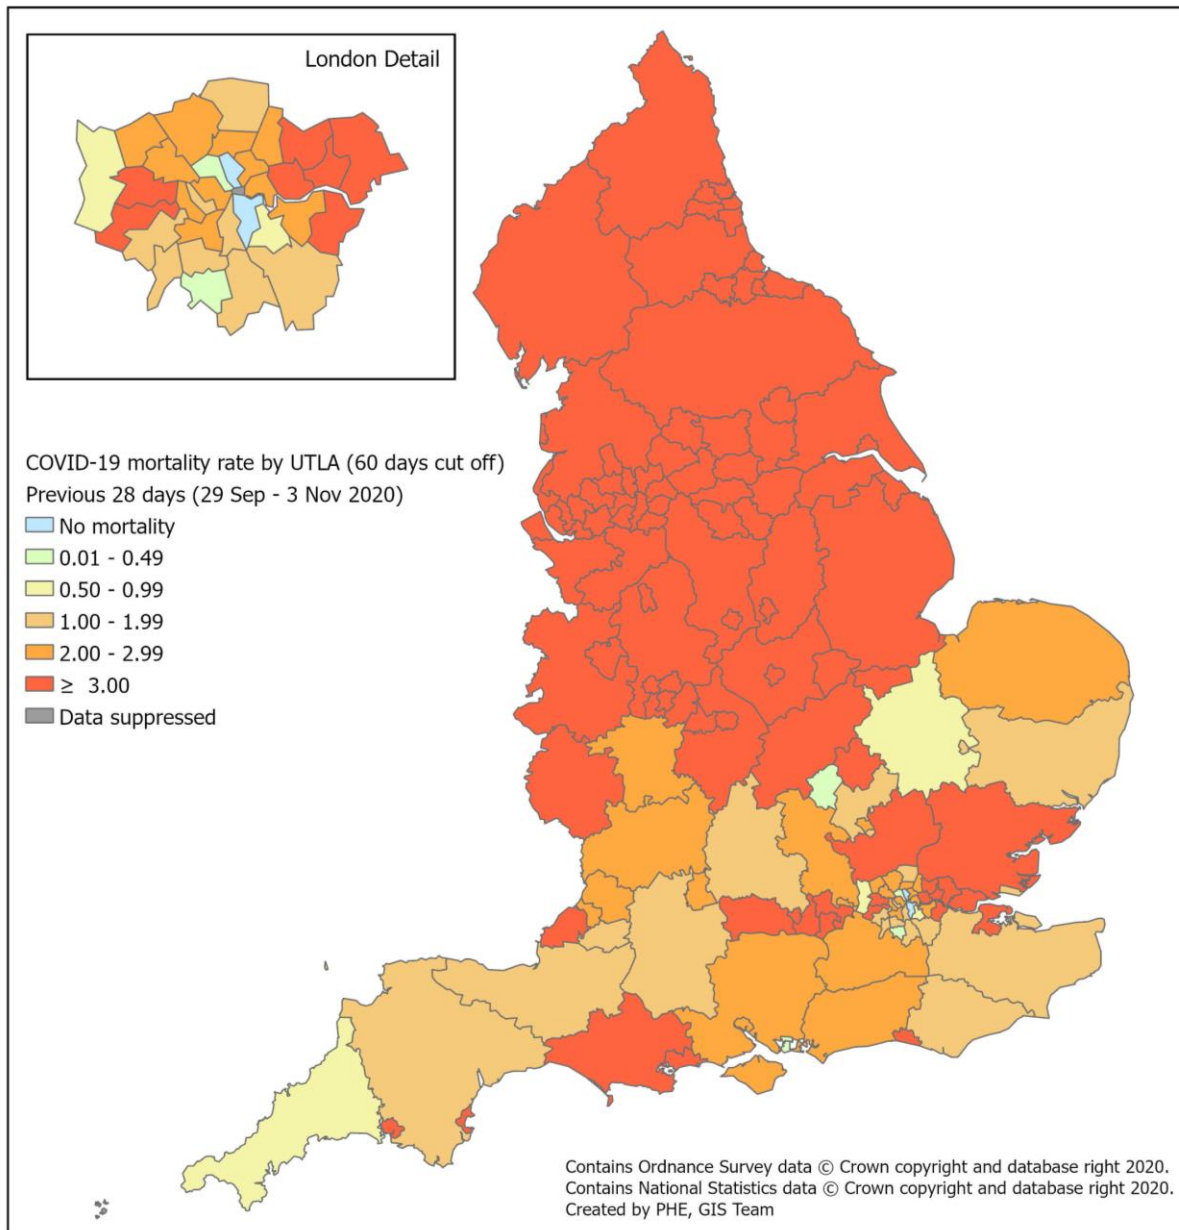 London Detail
COVID-19 mortality rate by UTLA (60 days cut off)
Previous 28 days (29 Sep - 3 Nov 2020)
No mortality
0.01 - 0.49
0.50 - 0.99
1.00 - 1.99
2.00 - 2.99
≥ 3.00
Data suppressed
Contains Ordnance Survey data © Crown copyright and database right 2020.
Contains National Statistics data © Crown copyright and database right 2020.
Created by PHE, GIS Team